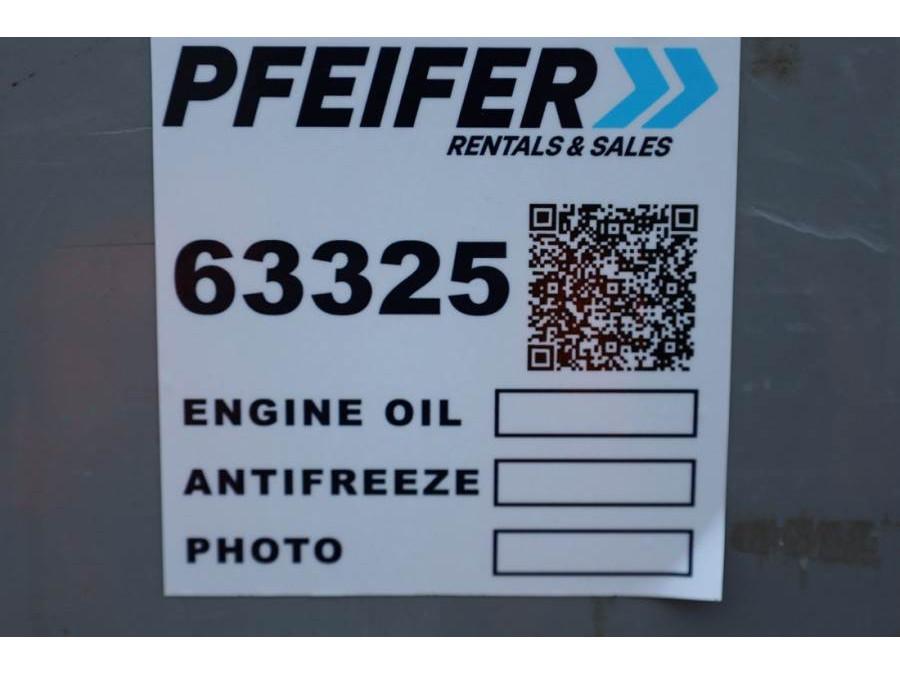 PFEIFER
RENTALS & SALES
63325
ENGINE OIL
ANTIFREEZE
PHOTO